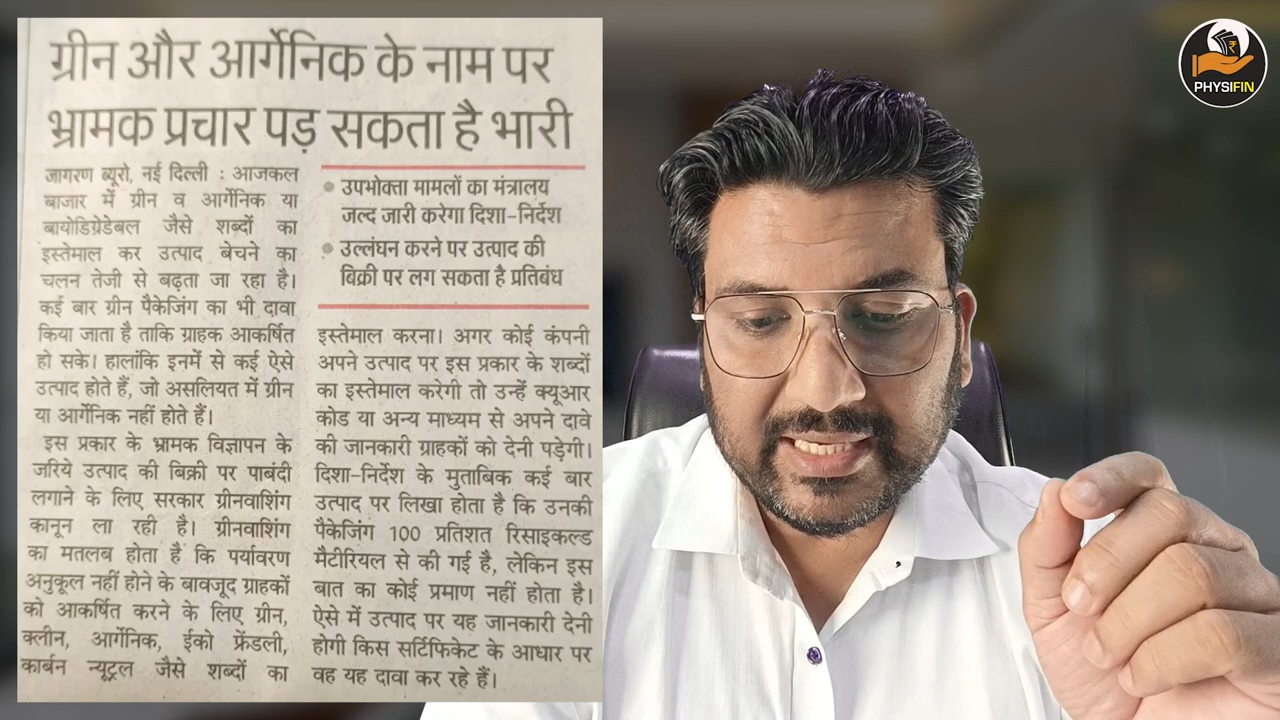 ग्रीन और आर्गेनिक के नाम पर
भ्रामक प्रचार पड़ सकता है भारी
जागरण ब्यूरो, नई दिल्ली : आजकल
बाजार में ग्रीन व आर्गेनिक या
बायोडिग्रेडेबल जैसे शब्दों का
इस्तेमाल कर उत्पाद बेचने का
चलन तेजी से बढ़ता जा रहा है।
कई बार ग्रीन पैकेजिंग का भी दावा
किया जाता है ताकि ग्राहक आकर्षित
हो सके। हालांकि इनमें से कई ऐसे
उत्पाद होते हैं, जो असलियत में ग्रीन
या आर्गेनिक नहीं होते हैं।
इस प्रकार के भ्रामक विज्ञापन के
जरिये उत्पाद की बिक्री पर पाबंदी
लगाने के लिए सरकार ग्रीनवाशिंग
कानून ला रही है। ग्रीनवाशिंग
का मतलब होता है कि पर्यावरण
अनुकूल नहीं होने के बावजूद ग्राहकों
को आकर्षित करने के लिए ग्रीन,
क्लीन, आर्गेनिक, ईको फ्रेंडली,
कार्बन न्यूट्रल जैसे शब्दों का
• उपभोक्ता मामलों का मंत्रालय
जल्द जारी करेगा दिशा-निर्देश
• उल्लंघन करने पर उत्पाद की
बिक्री पर लग सकता है प्रतिबंध
इस्तेमाल करना। अगर कोई कंपनी
अपने उत्पाद पर इस प्रकार के शब्दों
का इस्तेमाल करेगी तो उन्हें क्यूआर
कोड या अन्य माध्यम से अपने दावे
की जानकारी ग्राहकों को देनी पड़ेगी।
दिशा-निर्देश के मुताबिक कई बार
उत्पाद पर लिखा होता है कि उनकी
पैकेजिंग 100 प्रतिशत रिसाइकल्ड
मैटीरियल से की गई है, लेकिन इस
बात का कोई प्रमाण नहीं होता है।
ऐसे में उत्पाद पर यह जानकारी देनी
होगी किस सर्टिफिकेट के आधार पर
वह यह दावा कर रहे हैं।
PHYSIFIN